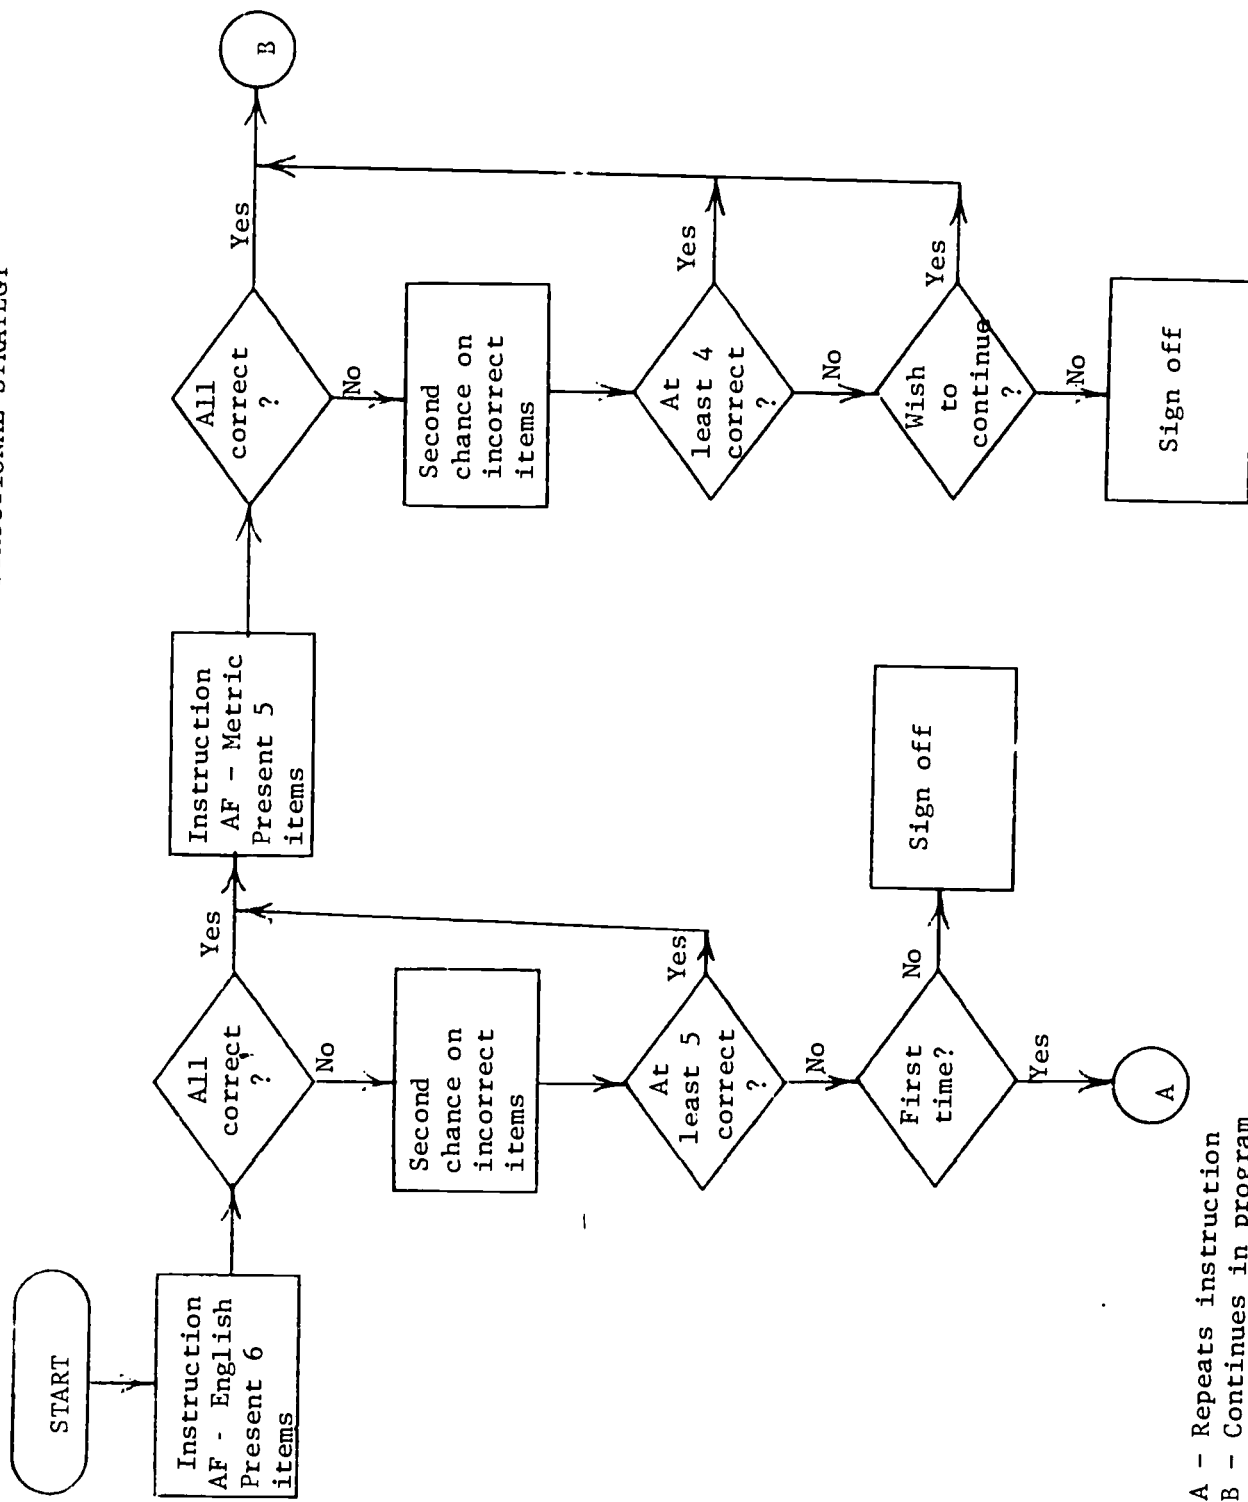 START
Instruction
AF - English
Present 6
items
All
correct
?
Yes
No
Second
chance on
incorrect
items
At
least 5
correct
?
Yes
No
First
time?
No
Sign off
Yes
A
Instruction
AF - Metric
Present 5
items
All
correct
?
Yes
B
No
Second
chance on
incorrect
items
At
least 4
correct
?
Yes
No
Wish
to
continue
?
Yes
No
Sign off
A - Repeats instruction
B - Continues in program